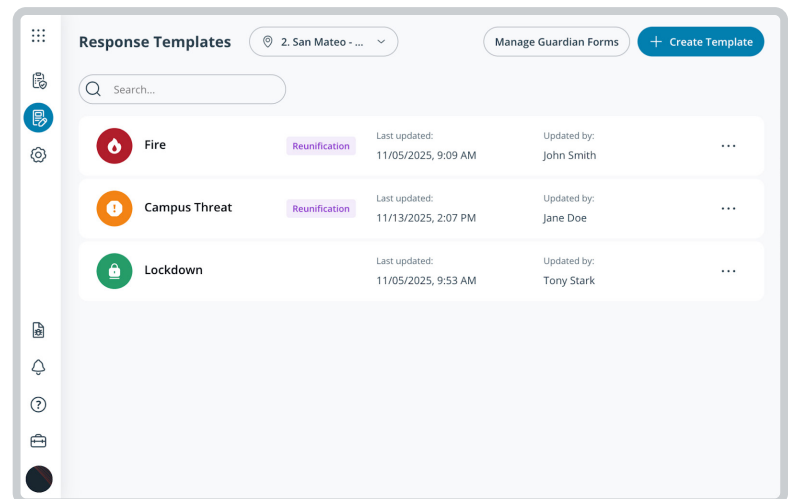 Response Templates
2. San Mateo - ...
Manage Guardian Forms
+ Create Template
Search...
Fire
Reunification
Last updated:
11/05/2025, 9:09 AM
Updated by:
John Smith
Campus Threat
Reunification
Last updated:
11/13/2025, 2:07 PM
Updated by:
Jane Doe
Lockdown
Last updated:
11/05/2025, 9:53 AM
Updated by:
Tony Stark